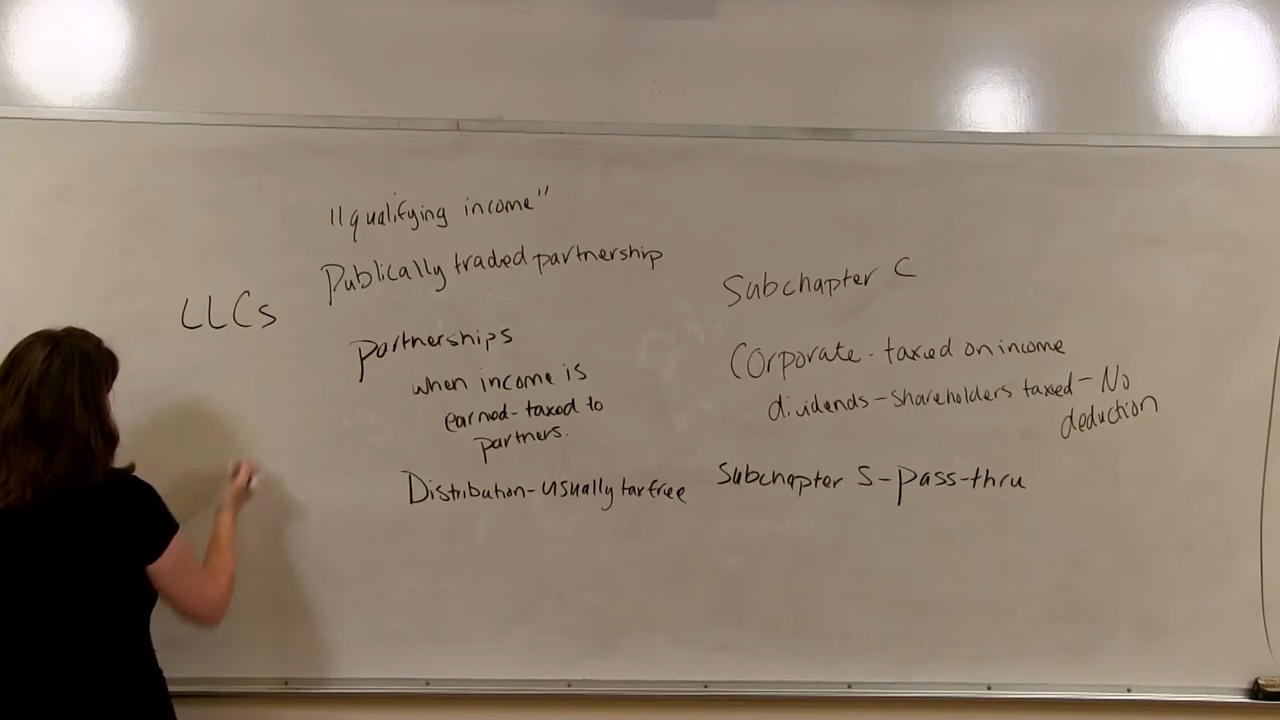 "qualifying income"
Publically traded partnership
LLCs
partnerships
when income is
earned - taxed to
partners.
Distribution - usually tax free
Subchapter C
Corporate - taxed on income
dividends - shareholders taxed - No
deduction
Subchapter S - pass-thru